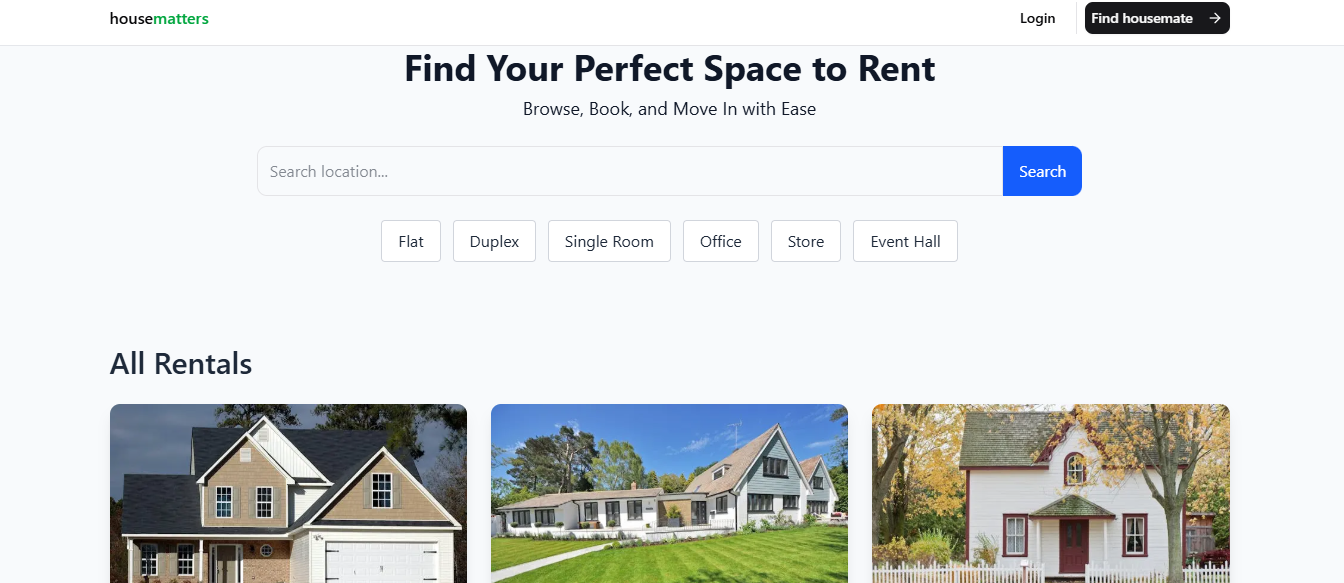 housematters
Login
Find housemate
Find Your Perfect Space to Rent
Browse, Book, and Move In with Ease
Search location...
Search
Flat
Duplex
Single Room
Office
Store
Event Hall
All Rentals